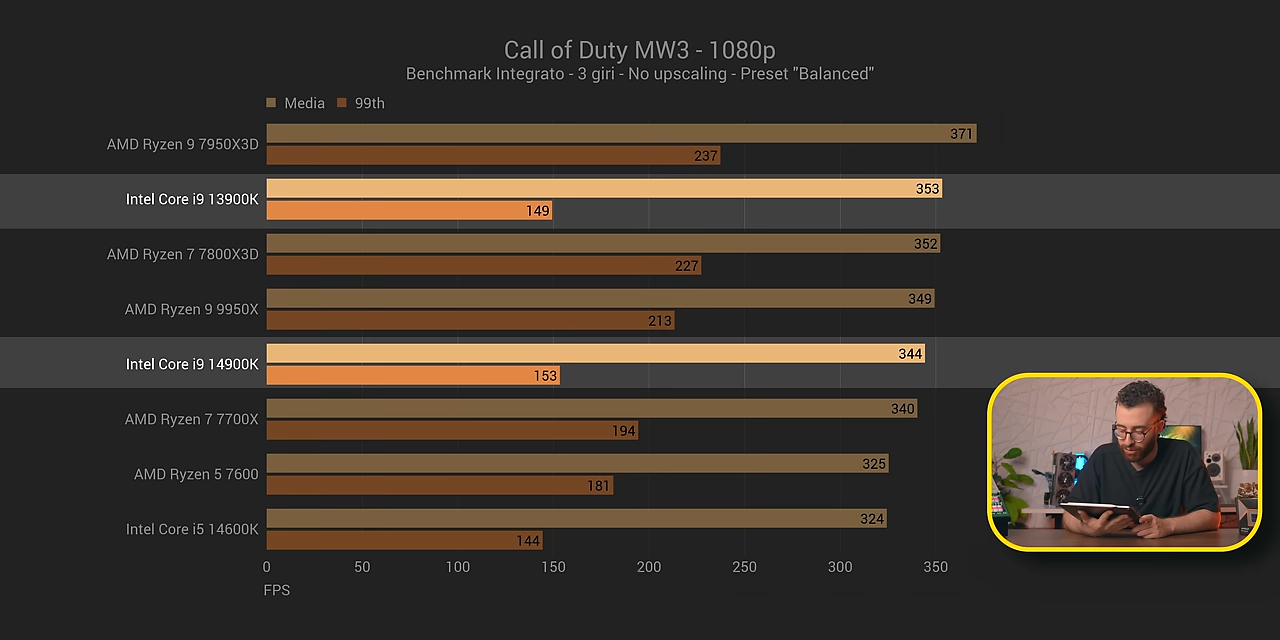 Call of Duty MW3 - 1080p
Benchmark Integrato - 3 giri - No upscaling - Preset "Balanced"
Media 99th
AMD Ryzen 9 7950X3D 371
237
Intel Core i9 13900K 353
149
AMD Ryzen 7 7800X3D 352
227
AMD Ryzen 9 9950X 349
213
Intel Core i9 14900K 344
153
AMD Ryzen 7 7700X 340
194
AMD Ryzen 5 7600 325
181
Intel Core i5 14600K 324
144
0 50 100 150 200 250 300 350
FPS